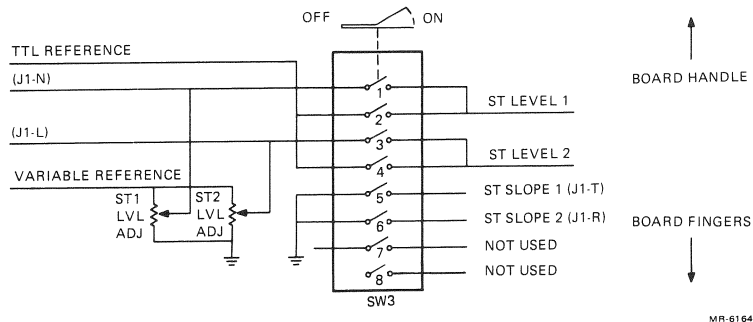 OFF ON
TTL REFERENCE
(J1-N)
(J1-L)
VARIABLE REFERENCE
ST1
LVL
ADJ
ST2
LVL
ADJ
1
2
3
4
5
6
7
8
SW3
ST LEVEL 1
ST LEVEL 2
ST SLOPE 1 (J1-T)
ST SLOPE 2 (J1-R)
NOT USED
NOT USED
BOARD HANDLE
BOARD FINGERS
MR-6164